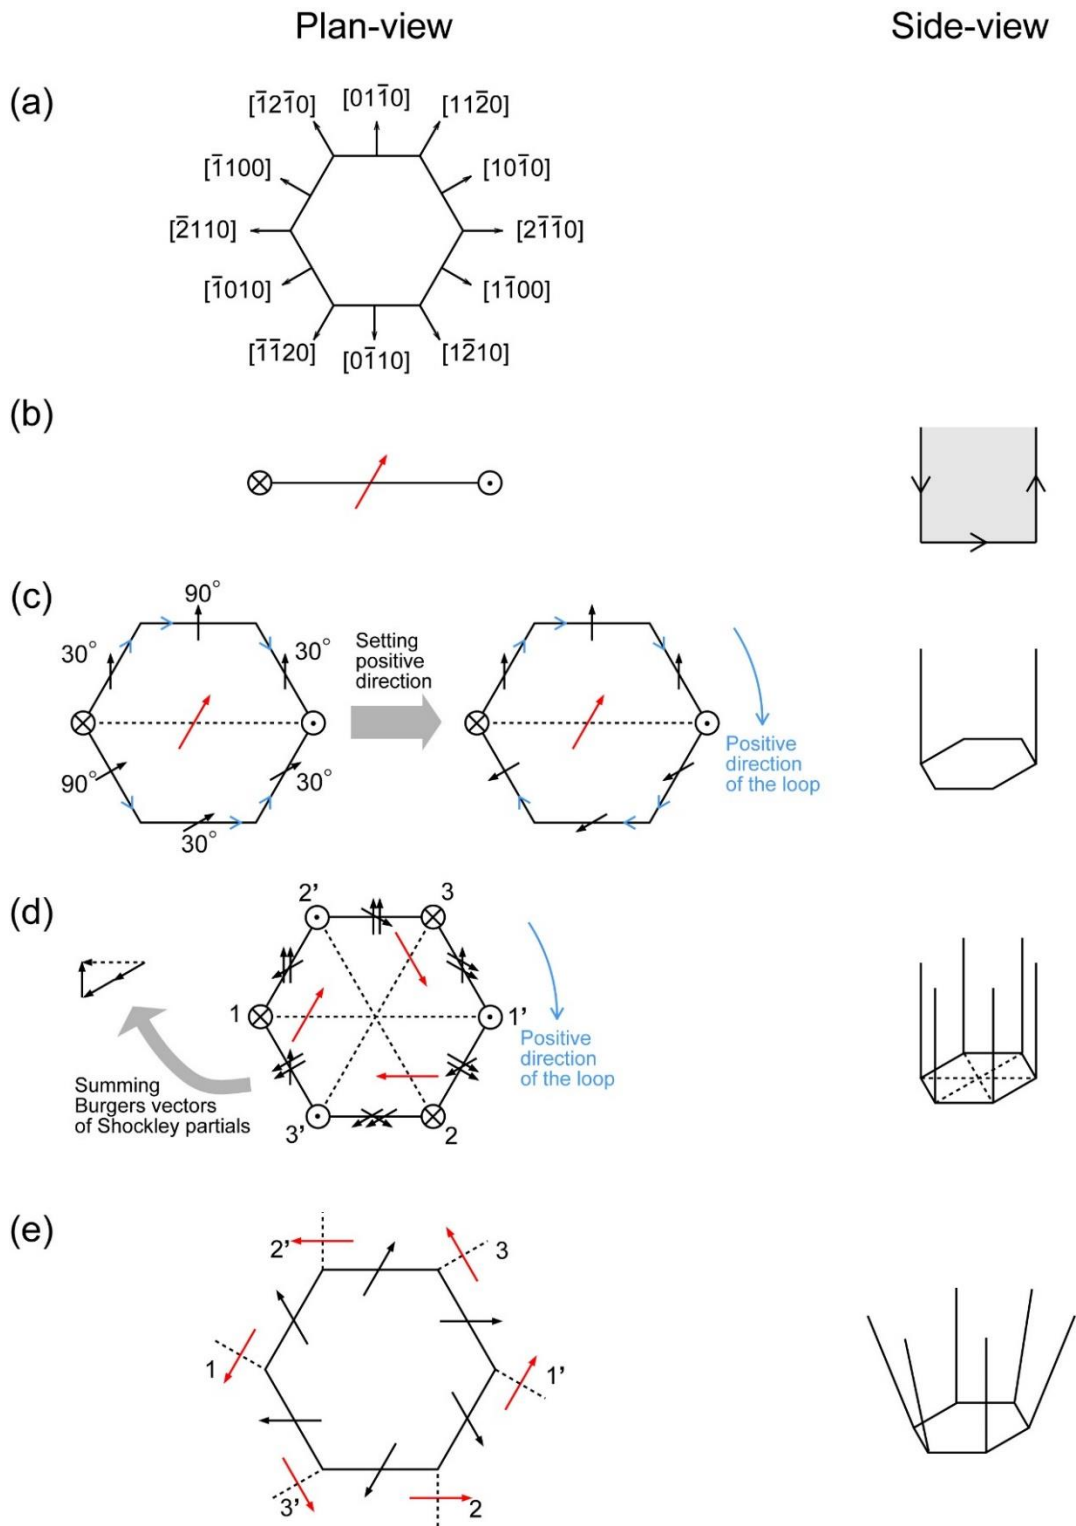 Plan-view
Side-view
(a)
[1̅21̅0]
[011̅0]
[112̅0]
[1̅100]
[101̅0]
[2̅110]
[21̅1̅0]
[1̅010]
[11̅00]
[1̅1̅20]
[01̅10]
[12̅10]
(b)
(c)
90°
30°
30°
90°
30°
30°
Setting
positive
direction
Positive
direction
of the loop
(d)
2’
3
1
1’
3’
2
Summing
Burgers vectors
of Shockley partials
Positive
direction
of the loop
(e)
2’
3
1
1’
3’
2